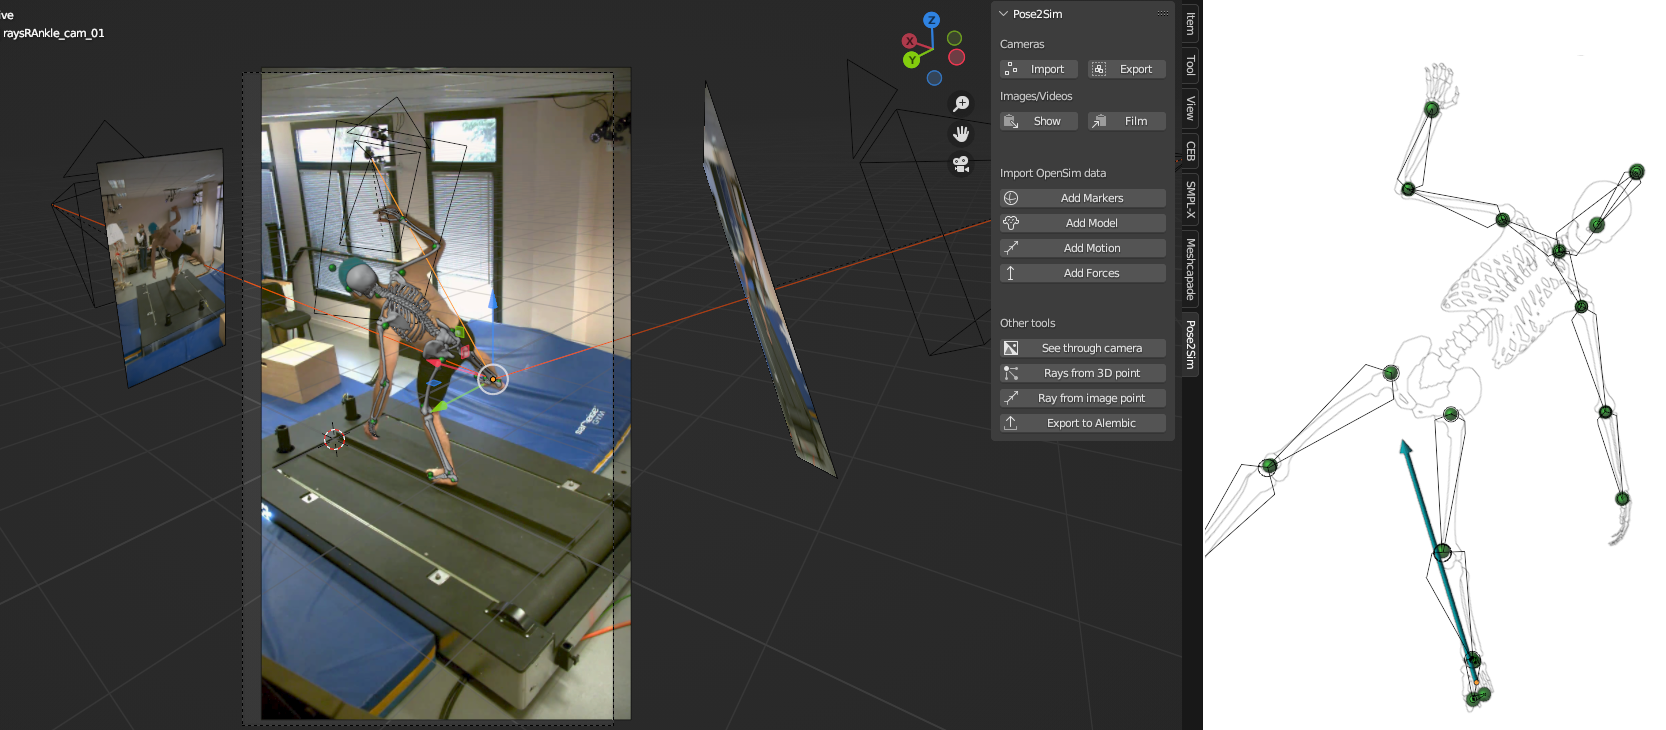 ive
raysRAnkle_cam_01
Z
X
Y
Pose2Sim
Cameras
Import
Export
Images/Videos
Show
Film
Import OpenSim data
Add Markers
Add Model
Add Motion
Add Forces
Other tools
See through camera
Rays from 3D point
Ray from image point
Export to Alembic
Item
Tool
View
CEB
SMPL-X
Meshcapade
Pose2Sim